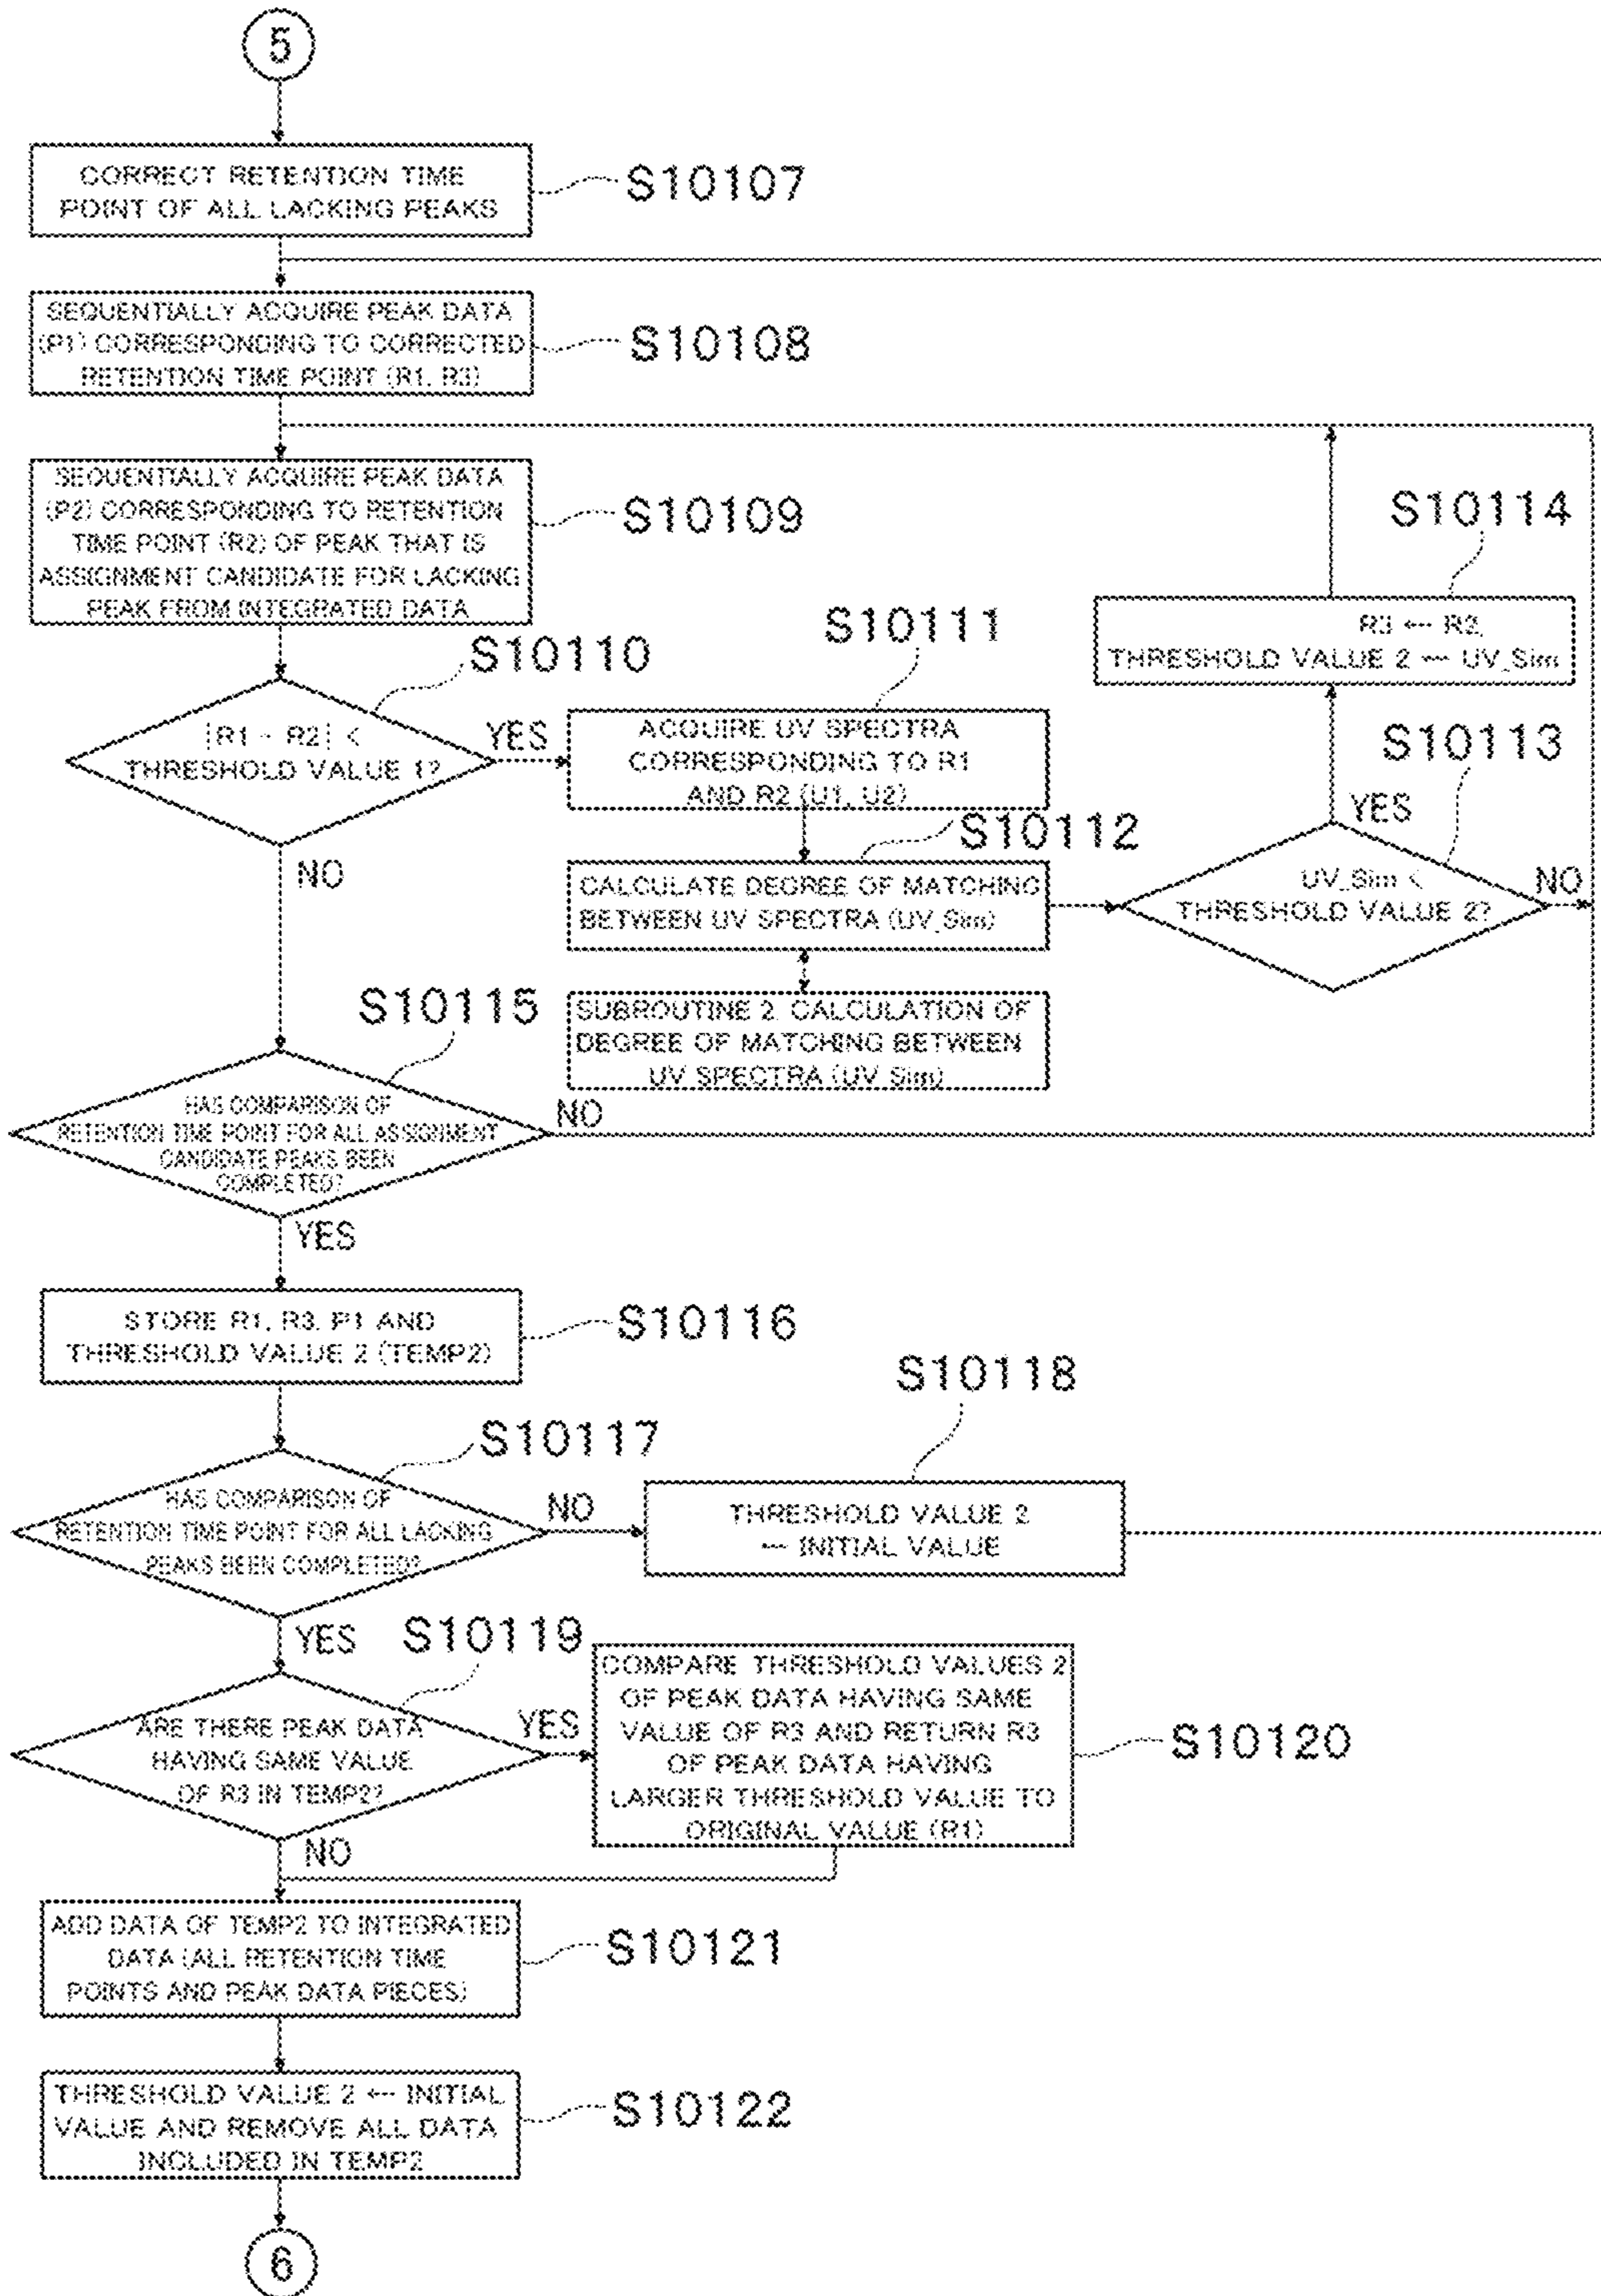 5
CORRECT RETENTION TIME
POINT OF ALL LACKING PEAKS
S10107
SEQUENTIALLY ACQUIRE PEAK DATA
(P1) CORRESPONDING TO CORRECTED
RETENTION TIME POINT (R1, R3)
S10108
SEQUENTIALLY ACQUIRE PEAK DATA
(P2) CORRESPONDING TO RETENTION
TIME POINT (R2) OF PEAK THAT IS
ASSIGNMENT CANDIDATE FOR LACKING
PEAK FROM INTEGRATED DATA
S10109
S10110
|R1 - R2| <
THRESHOLD VALUE 1?
YES
NO
S10111
ACQUIRE UV SPECTRA
CORRESPONDING TO R1
AND R2 (U1, U2)
S10112
CALCULATE DEGREE OF MATCHING
BETWEEN UV SPECTRA (UV_Sim)
SUBROUTINE 2. CALCULATION OF
DEGREE OF MATCHING BETWEEN
UV SPECTRA (UV_Sim)
S10113
UV_Sim <
THRESHOLD VALUE 2?
YES
NO
S10114
R3 ← R2,
THRESHOLD VALUE 2 ← UV_Sim
S10115
HAS COMPARISON OF
RETENTION TIME POINT FOR ALL ASSIGNMENT
CANDIDATE PEAKS BEEN
COMPLETED?
NO
YES
STORE R1, R3, P1 AND
THRESHOLD VALUE 2 (TEMP2)
S10116
S10117
HAS COMPARISON OF
RETENTION TIME POINT FOR ALL LACKING
PEAKS BEEN COMPLETED?
NO
YES
S10118
THRESHOLD VALUE 2
← INITIAL VALUE
S10119
ARE THERE PEAK DATA
HAVING SAME VALUE
OF R3 IN TEMP2?
YES
NO
COMPARE THRESHOLD VALUES 2
OF PEAK DATA HAVING SAME
VALUE OF R3 AND RETURN R3
OF PEAK DATA HAVING
LARGER THRESHOLD VALUE TO
ORIGINAL VALUE (R1)
S10120
ADD DATA OF TEMP2 TO INTEGRATED
DATA (ALL RETENTION TIME
POINTS AND PEAK DATA PIECES)
S10121
THRESHOLD VALUE 2 ← INITIAL
VALUE AND REMOVE ALL DATA
INCLUDED IN TEMP2
S10122
6